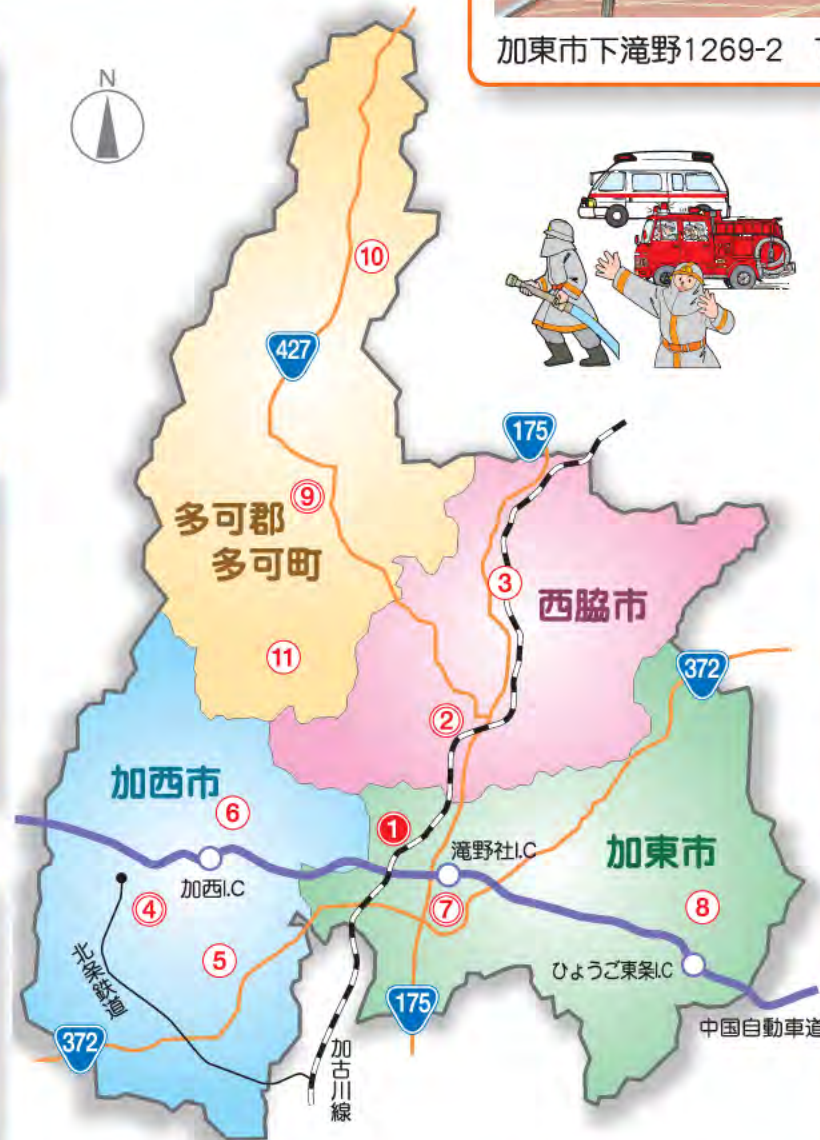 加東市下滝野1269-2
N
⑩
427
175
⑨
多可郡
多可町
③
西脇市
⑪
372
②
加西市
⑥
❶
滝野社I.C
加東市
加西I.C
④
⑦
⑧
⑤
北条鉄道
ひょうご東条I.C
175
中国自動車道
372
加古川線